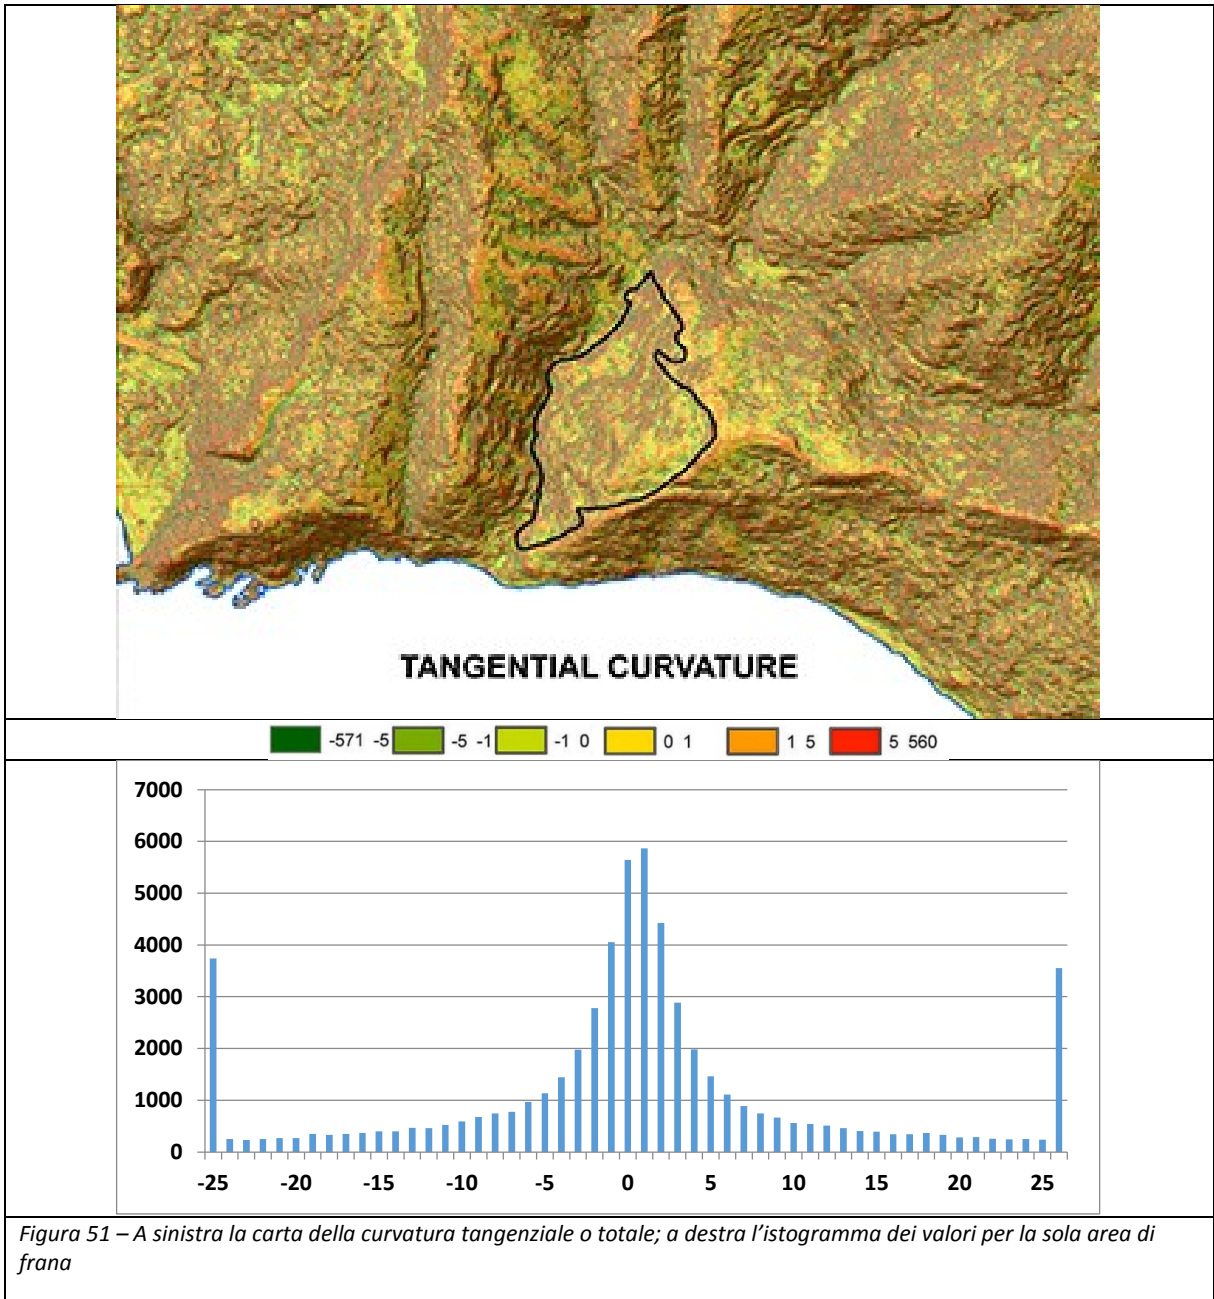 TANGENTIAL CURVATURE
-571 -5 -5 -1 -1 0 0 1 1 5 5 560
7000
6000
5000
4000
3000
2000
1000
0
-25 -20 -15 -10 -5 0 5 10 15 20 25
Figura 51 – A sinistra la carta della curvatura tangenziale o totale; a destra l’istogramma dei valori per la sola area di
frana